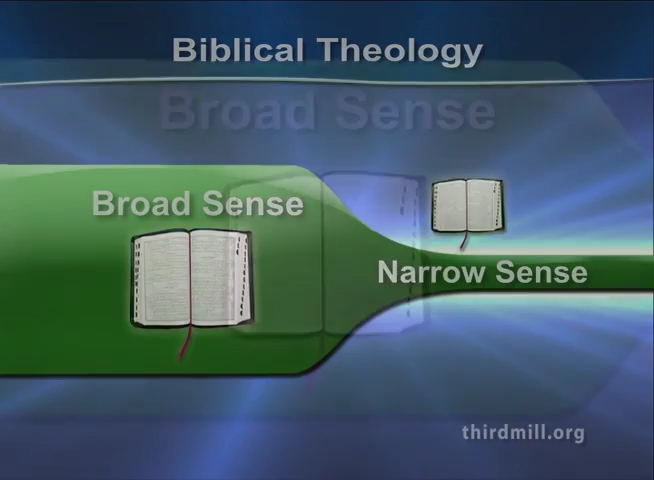 Biblical Theology
Broad Sense
Broad Sense
Narrow Sense
thirdmill.org